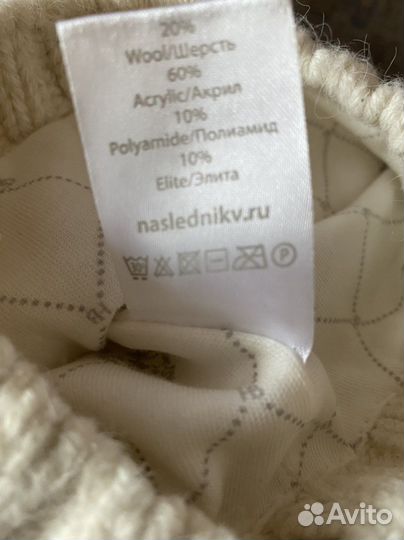 20%
Wool/Шерсть
60%
Acrylic/Акрил
10%
Polyamide/Полиамид
10%
Elite/Элита
naslednikv.ru
P
Avito